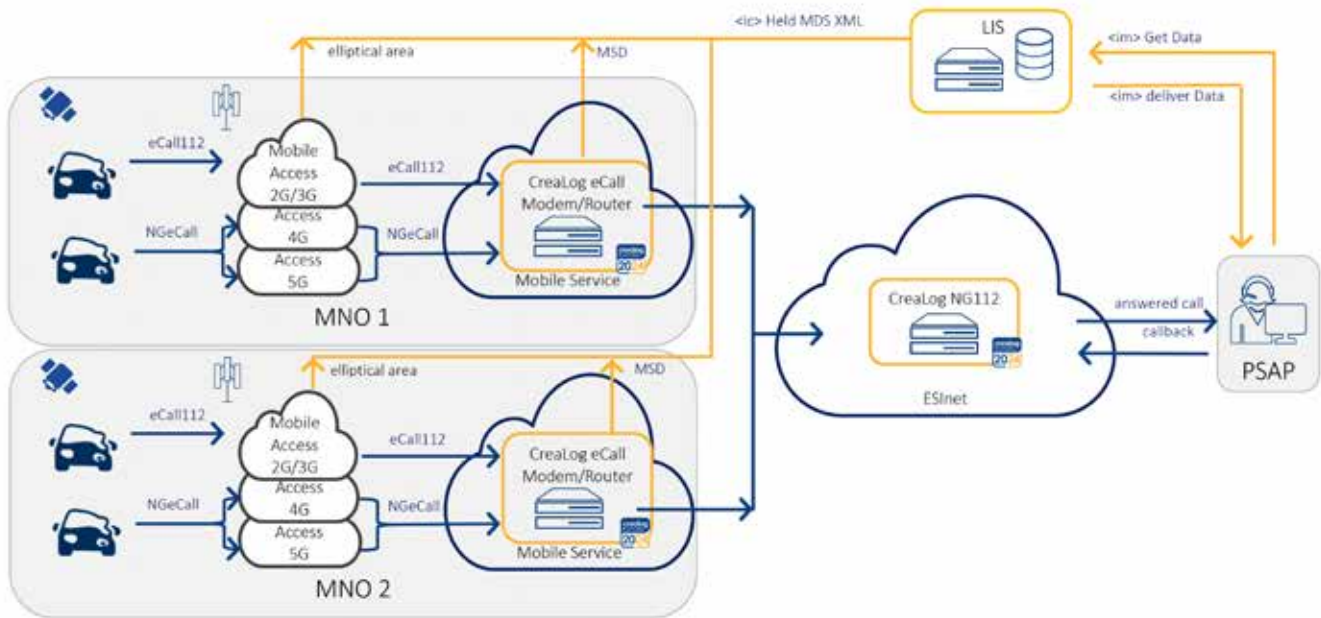 <ic> Held MDS XML
LIS
<im> Get Data
<im> deliver Data
elliptical area
MSD
eCall112
Mobile
Access
2G/3G
eCall112
CreaLog eCall
Modem/Router
NGeCall
Access
4G
NGeCall
Access
5G
20
Mobile Service
MNO 1
CreaLog NG112
20
ESInet
answered call
callback
PSAP
elliptical area
MSD
eCall112
Mobile
Access
2G/3G
eCall112
CreaLog eCall
Modem/Router
NGeCall
Access
4G
NGeCall
Access
5G
20
Mobile Service
MNO 2